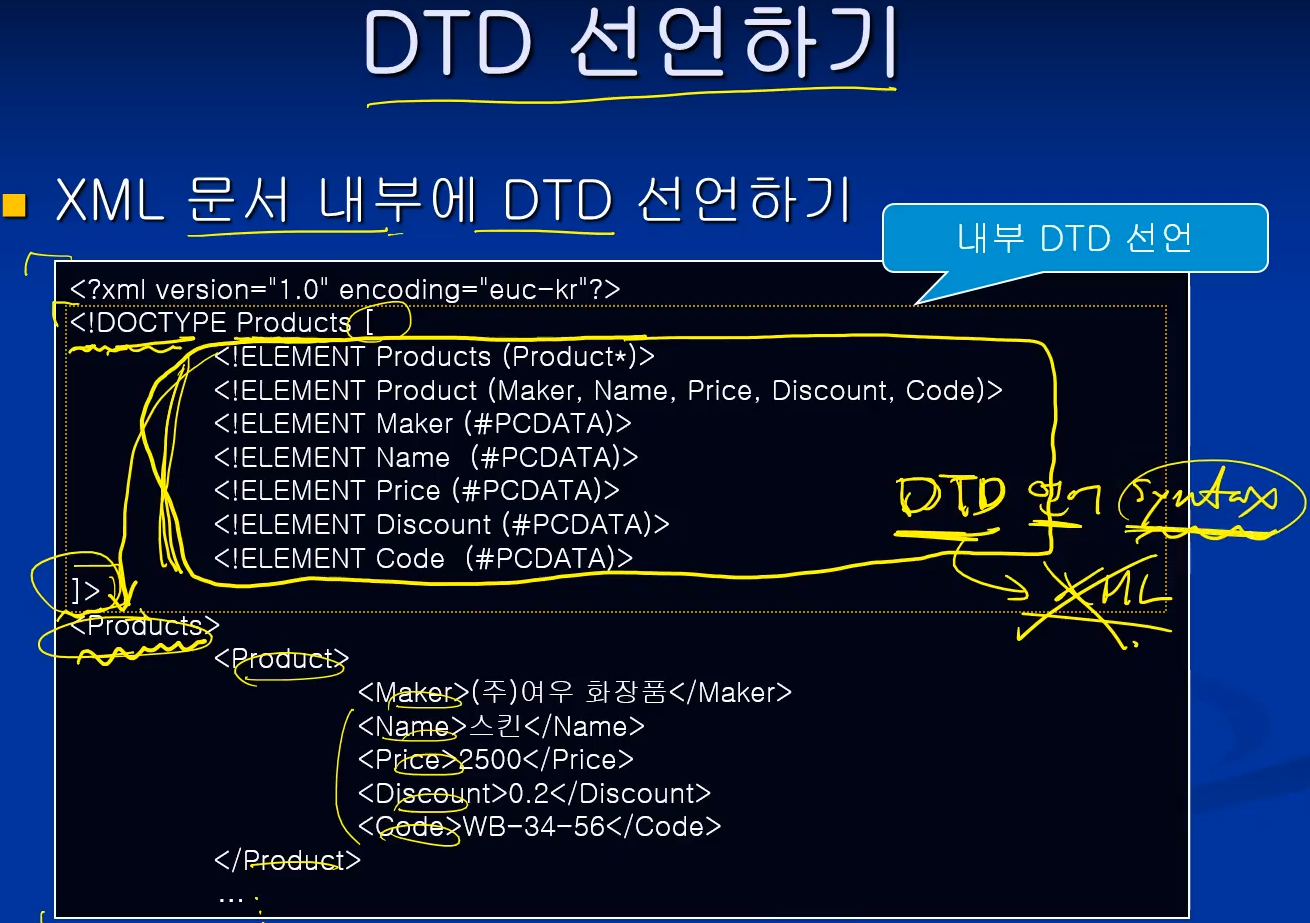 DTD 선언하기
XML 문서 내부에 DTD 선언하기
내부 DTD 선언
<?xml version="1.0" encoding="euc-kr"?>
<!DOCTYPE Products [
<!ELEMENT Products (Product*)>
<!ELEMENT Product (Maker, Name, Price, Discount, Code)>
<!ELEMENT Maker (#PCDATA)>
<!ELEMENT Name  (#PCDATA)>
<!ELEMENT Price (#PCDATA)>
<!ELEMENT Discount (#PCDATA)>
<!ELEMENT Code  (#PCDATA)>
]>
DTD 언어 syntax
XML
<Products>
<Product>
<Maker>(주)여우 화장품</Maker>
<Name>스킨</Name>
<Price>2500</Price>
<Discount>0.2</Discount>
<Code>WB-34-56</Code>
</Product>
...